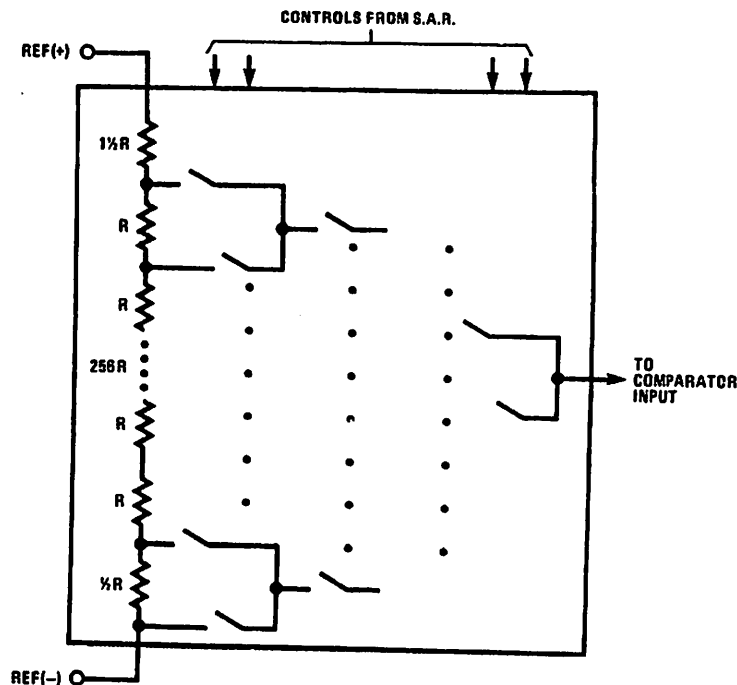 CONTROLS FROM S.A.R.
REF(+)
1½R
R
R
256R
R
R
½R
REF(−)
TO
COMPARATOR
INPUT